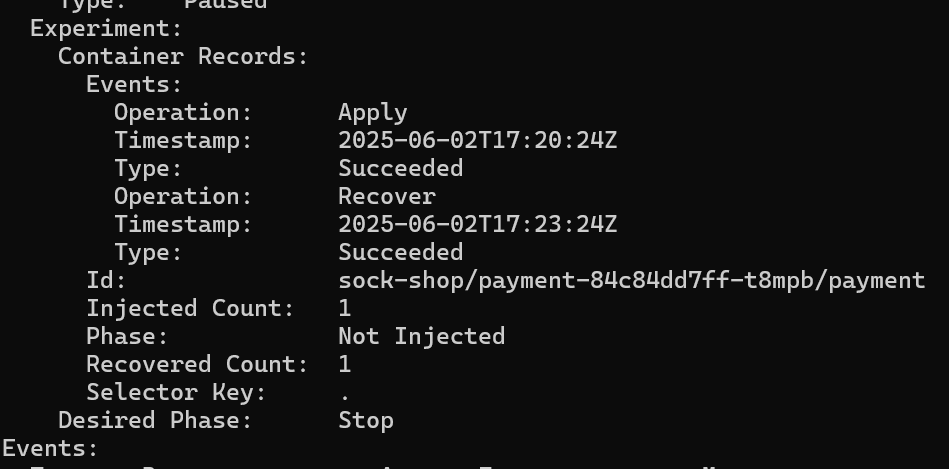 Type: Paused
Experiment:
Container Records:
Events:
Operation: Apply
Timestamp: 2025-06-02T17:20:24Z
Type: Succeeded
Operation: Recover
Timestamp: 2025-06-02T17:23:24Z
Type: Succeeded
Id: sock-shop/payment-84c84dd7ff-t8mpb/payment
Injected Count: 1
Phase: Not Injected
Recovered Count: 1
Selector Key: .
Desired Phase: Stop
Events: